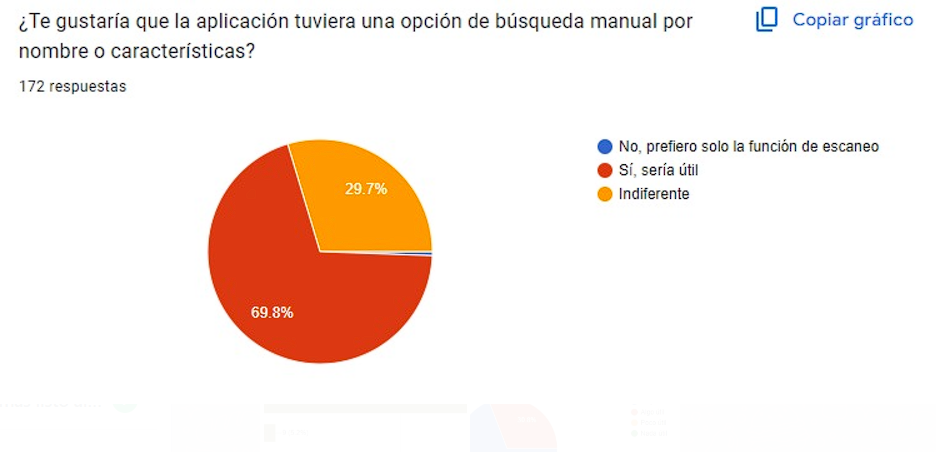 ¿Te gustaría que la aplicación tuviera una opción de búsqueda manual por
nombre o características?
Copiar gráfico
172 respuestas
No, prefiero solo la función de escaneo
Sí, sería útil
Indiferente
29.7%
69.8%